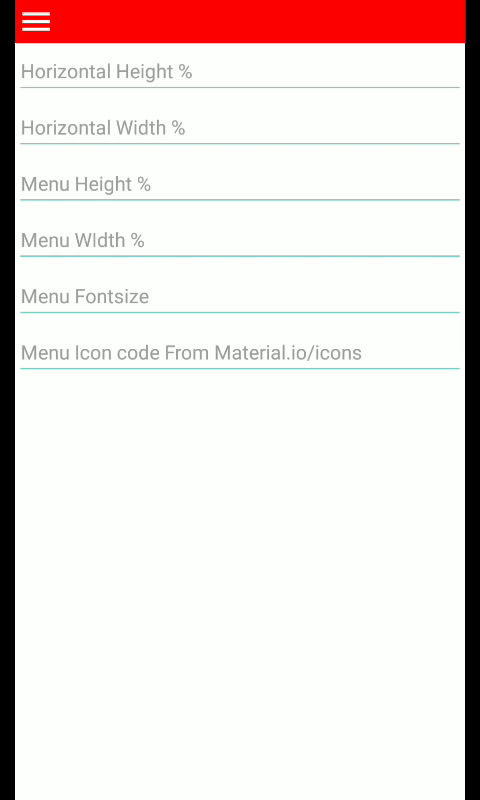 Horizontal Height %
Horizontal Width %
Menu Height %
Menu WIdth %
Menu Fontsize
Menu Icon code From Material.io/icons